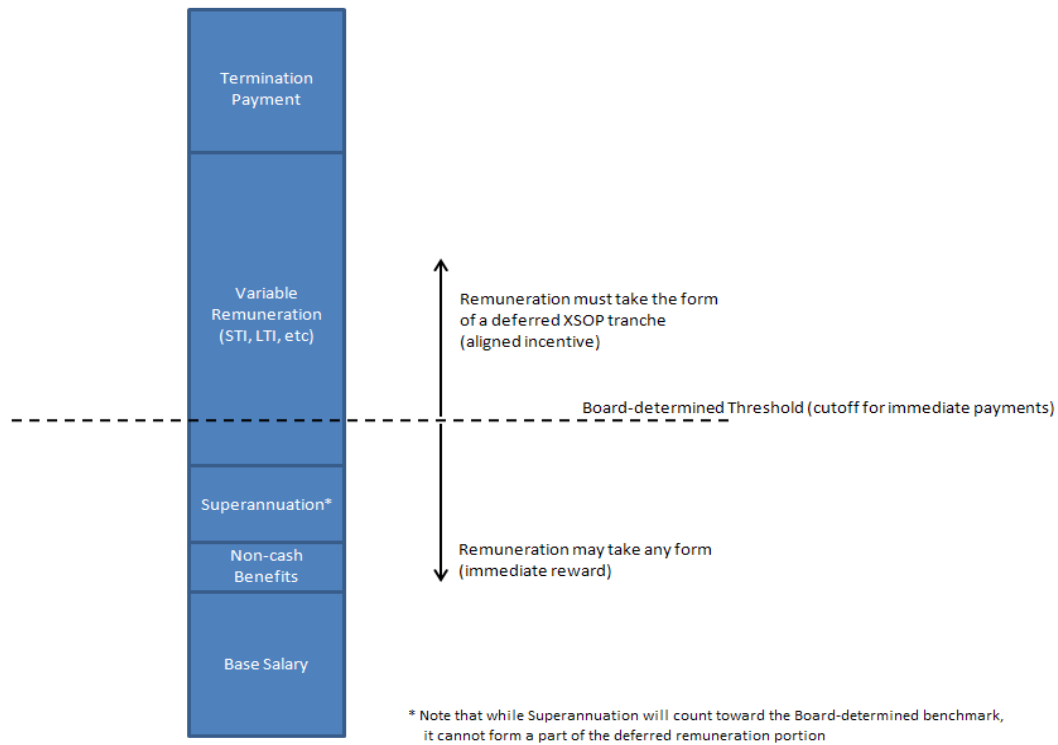 Termination
Payment
Variable
Remuneration
(STI, LTI, etc)
Remuneration must take the form
of a deferred XSOP tranche
(aligned incentive)
Board-determined Threshold (cutoff for immediate payments)
Superannuation*
Non-cash
Benefits
Remuneration may take any form
(immediate reward)
Base Salary
* Note that while Superannuation will count toward the Board-determined benchmark,
it cannot form a part of the deferred remuneration portion